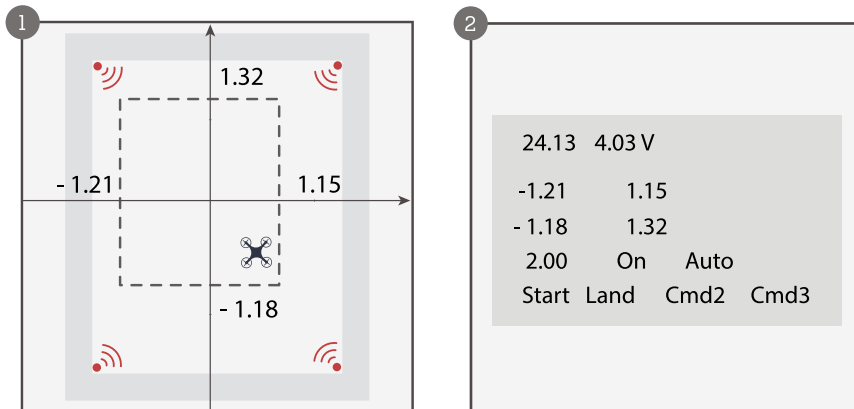 1
1.32
- 1.21 1.15
- 1.18
2
24.13 4.03 V
-1.21 1.15
- 1.18 1.32
2.00 On Auto
Start Land Cmd2 Cmd3